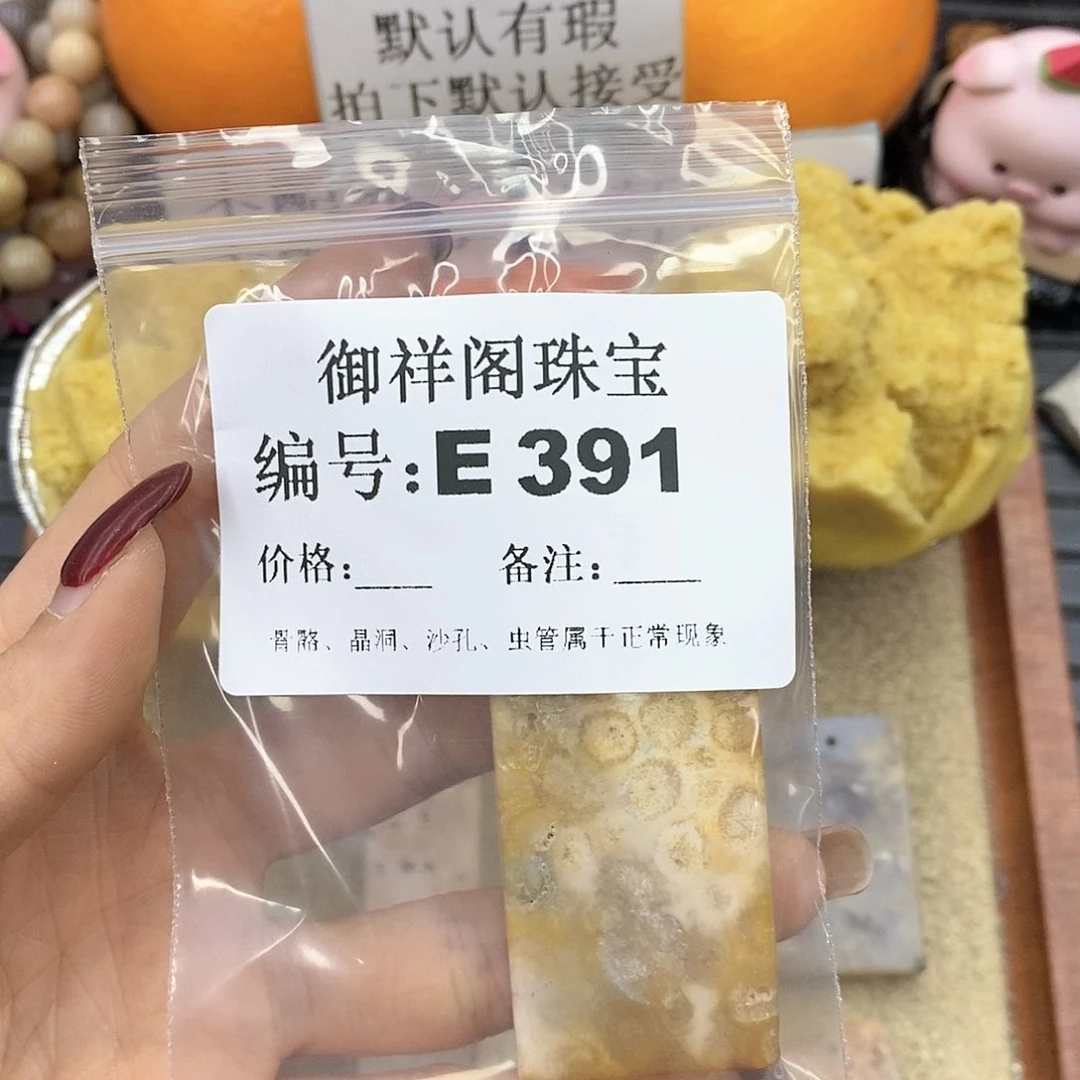 默认有瑕
拍下默认接受
御祥阁珠宝
编号:E 391
价格:____ 备注:____
骨骼、晶洞、沙孔、虫管属于正常现象